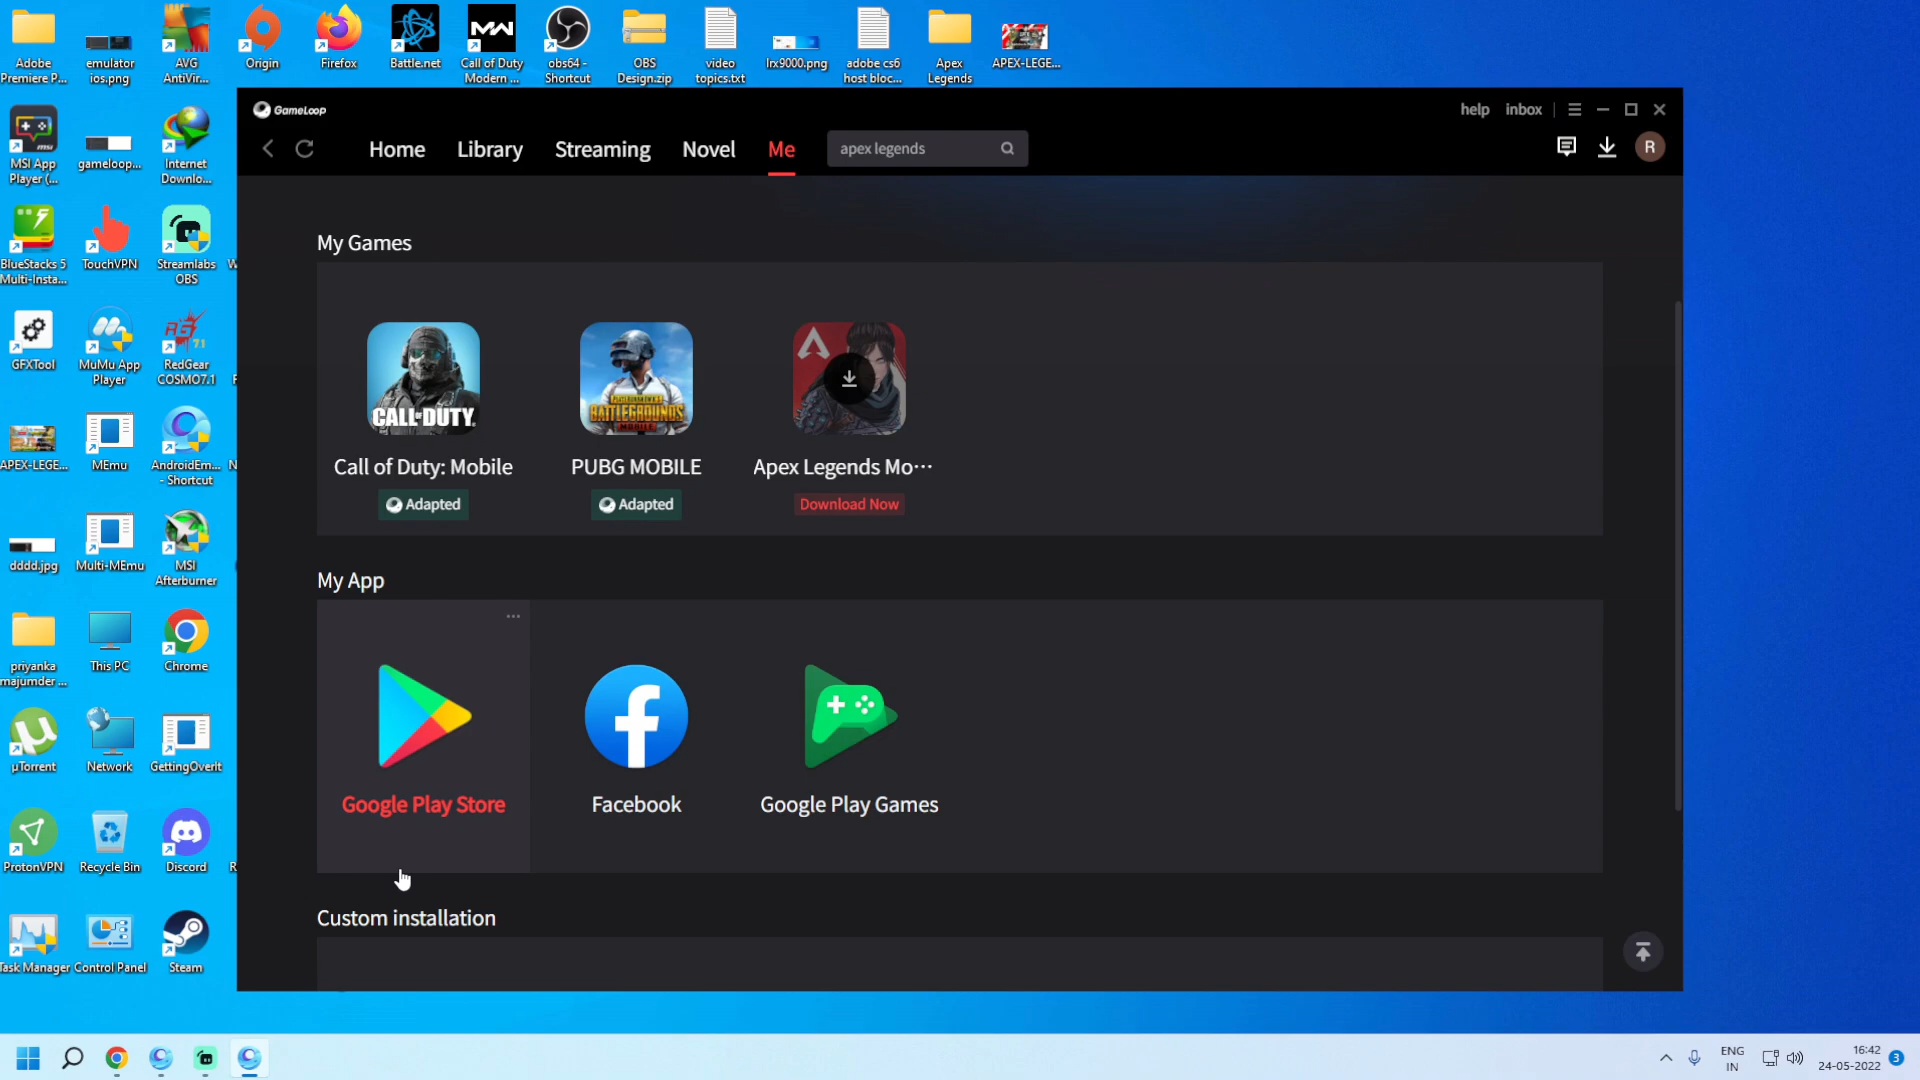 Adobe
Premiere P...
emulator
ios.png
AVG
AntiVir...
Origin
Firefox
Battle.net
Call of Duty
Modern ...
obs64 -
Shortcut
OBS
Design.zip
video
topics.txt
lrx9000.png
adobe cs6
host bloc...
Apex
Legends
APEX-LEGE...
MSI App
Player (...
gameloop...
Internet
Downlo...
BlueStacks 5
Multi-Insta...
TouchVPN
Streamlabs
OBS
GFXTool
MuMu App
Player
RedGear
COSMO7.1
APEX-LEGE...
MEmu
AndroidEm...
- Shortcut
dddd.jpg
Multi-MEmu
MSI
Afterburner
priyanka
majumder ...
This PC
Chrome
µTorrent
Network
GettingOverit
ProtonVPN
Recycle Bin
Discord
Task Manager
Control Panel
Steam
GameLoop
help inbox
Home Library Streaming Novel Me apex legends
R
My Games
CALL OF DUTY
PLAYERUNKNOWN'S
BATTLEGROUNDS
MOBILE
Call of Duty: Mobile PUBG MOBILE Apex Legends Mo···
Adapted Adapted Download Now
My App
Google Play Store Facebook Google Play Games
Custom installation
ENG
IN
16:42
24-05-2022
3